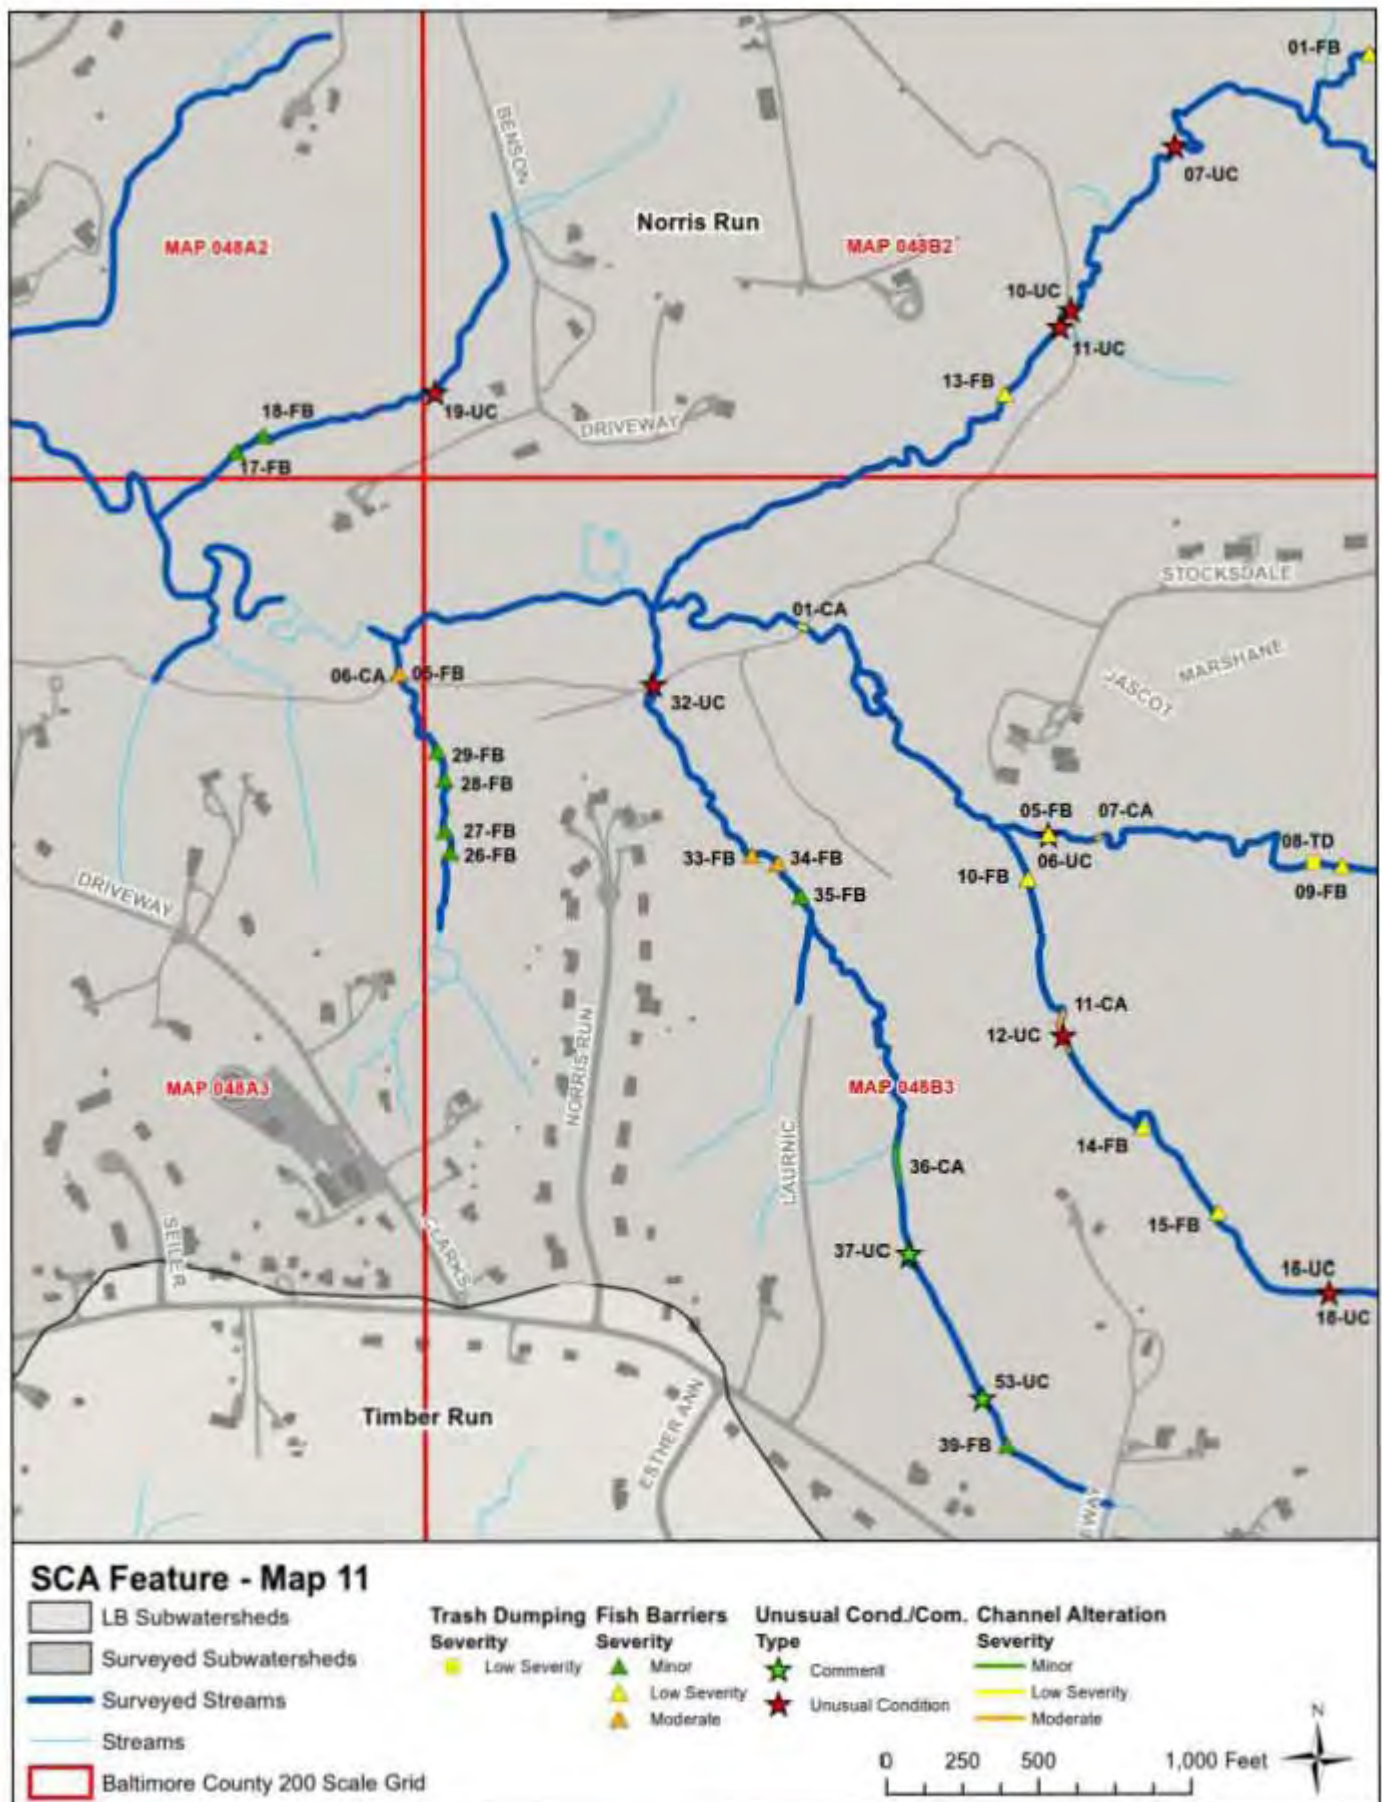 01-FB
07-UC
BENSON
Norris Run
MAP 048A2
MAP 048B2
10-UC
11-UC
13-FB
18-FB
19-UC
DRIVEWAY
17-FB
STOCKSDALE
01-CA
MARSHANE
JASCOT
06-CA 05-FB
32-UC
29-FB
28-FB
05-FB 07-CA
27-FB
08-TD
26-FB
33-FB 34-FB
06-UC
10-FB
09-FB
35-FB
DRIVEWAY
11-CA
12-UC
NORRIS RUN
MAP 048A3
MAP 048B3
14-FB
LAURNIC
36-CA
15-FB
SEILER
CLARKS
37-UC
16-UC
18-UC
53-UC
Timber Run
ESTHER ANN
39-FB
WAY
SCA Feature - Map 11
LB Subwatersheds
Surveyed Subwatersheds
Surveyed Streams
Streams
Baltimore County 200 Scale Grid
Trash Dumping
Severity
Low Severity
Fish Barriers
Severity
Minor
Low Severity
Moderate
Unusual Cond./Com.
Type
Comment
Unusual Condition
Channel Alteration
Severity
Minor
Low Severity
Moderate
N
0 250 500 1,000 Feet